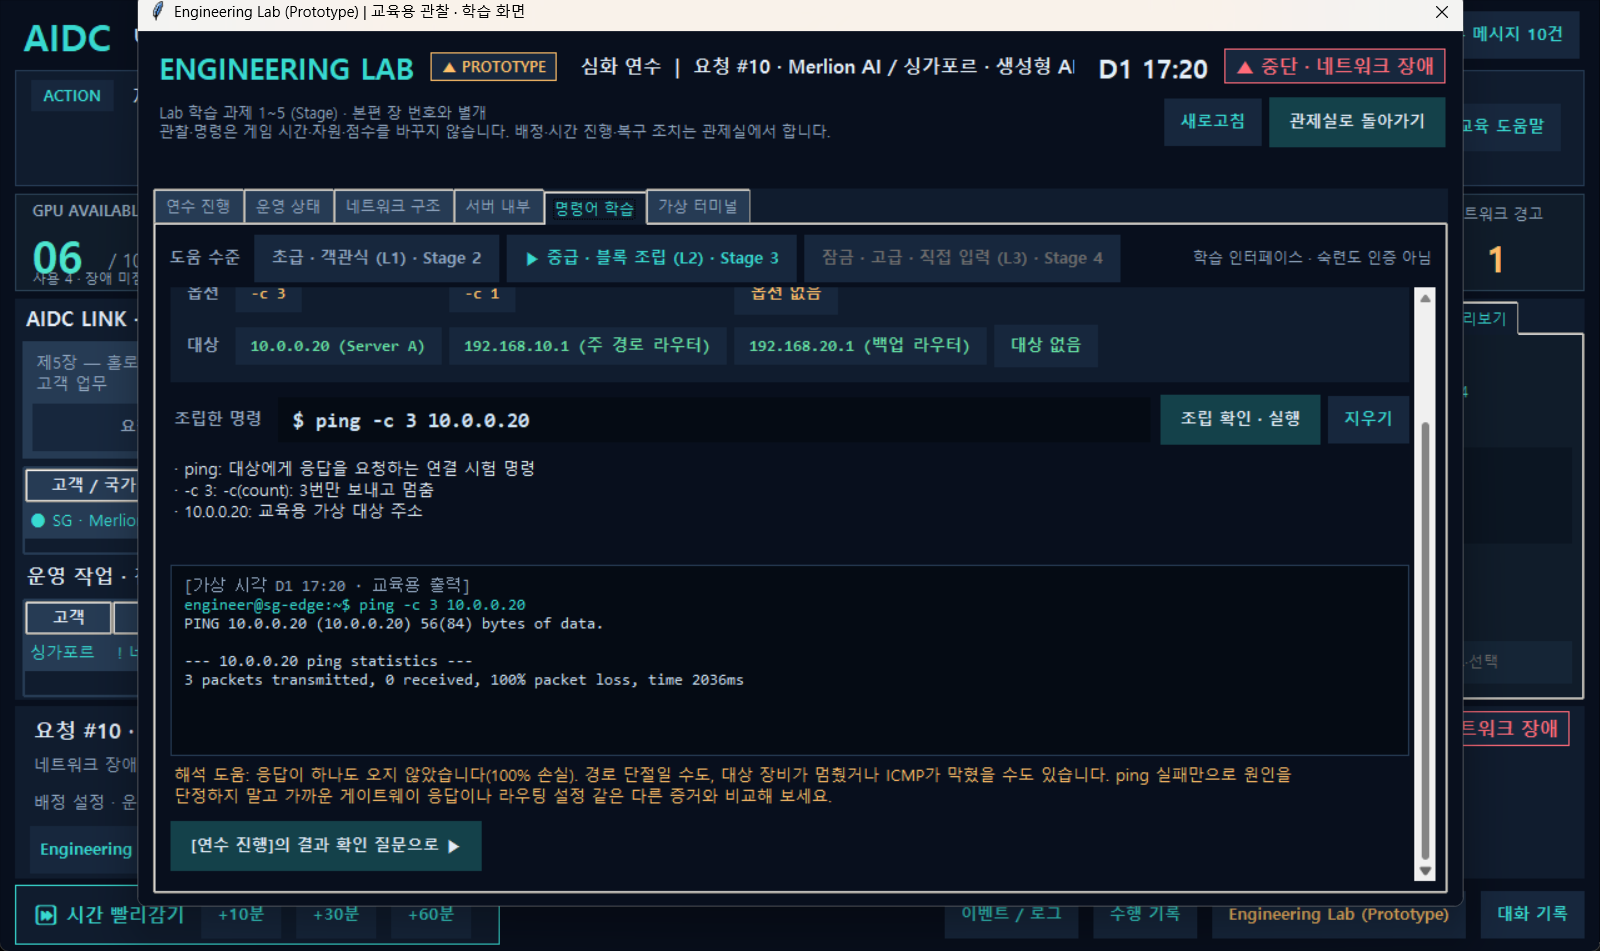 Engineering Lab (Prototype) | 교육용 관찰 · 학습 화면
AIDC
메시지 10건
ENGINEERING LAB
▲ PROTOTYPE
심화 연수 | 요청 #10 · Merlion AI / 싱가포르 · 생성형 AI
D1 17:20
▲ 중단 · 네트워크 장애
ACTION
Lab 학습 과제 1~5 (Stage) · 본편 장 번호와 별개
관찰·명령은 게임 시간·자원·점수를 바꾸지 않습니다. 배정·시간 진행·복구 조치는 관제실에서 합니다.
새로고침
관제실로 돌아가기
교육 도움말
연수 진행
운영 상태
네트워크 구조
서버 내부
명령어 학습
가상 터미널
GPU AVAILABL
06 / 10
사용 4 · 장애 미점
트워크 경고
1
도움 수준
초급 · 객관식 (L1) · Stage 2
▶ 중급 · 블록 조립 (L2) · Stage 3
잠금 · 고급 · 직접 입력 (L3) · Stage 4
학습 인터페이스 · 숙련도 인증 아님
옵션
-c 3
-c 1
옵션 없음
AIDC LINK ·
리보기
대상
10.0.0.20 (Server A)
192.168.10.1 (주 경로 라우터)
192.168.20.1 (백업 라우터)
대상 없음
제5장 — 홀로
고객 업무
요
4
조립한 명령
$ ping -c 3 10.0.0.20
조립 확인 · 실행
지우기
· ping: 대상에게 응답을 요청하는 연결 시험 명령
· -c 3: -c(count): 3번만 보내고 멈춤
· 10.0.0.20: 교육용 가상 대상 주소
고객 / 국가
SG · Merlio
운영 작업 ·
고객
싱가포르 ! 네
[가상 시각 D1 17:20 · 교육용 출력]
engineer@sg-edge:~$ ping -c 3 10.0.0.20
PING 10.0.0.20 (10.0.0.20) 56(84) bytes of data.
--- 10.0.0.20 ping statistics ---
3 packets transmitted, 0 received, 100% packet loss, time 2036ms
·선택
요청 #10 ·
네트워크 장애
배정 설정 · 운
Engineering
트워크 장애
해석 도움: 응답이 하나도 오지 않았습니다(100% 손실). 경로 단절일 수도, 대상 장비가 멈췄거나 ICMP가 막혔을 수도 있습니다. ping 실패만으로 원인을
단정하지 말고 가까운 게이트웨이 응답이나 라우팅 설정 같은 다른 증거와 비교해 보세요.
[연수 진행]의 결과 확인 질문으로 ▶
시간 빨리감기
+10분
+30분
+60분
이벤트 / 로그
수행 기록
Engineering Lab (Prototype)
대화 기록